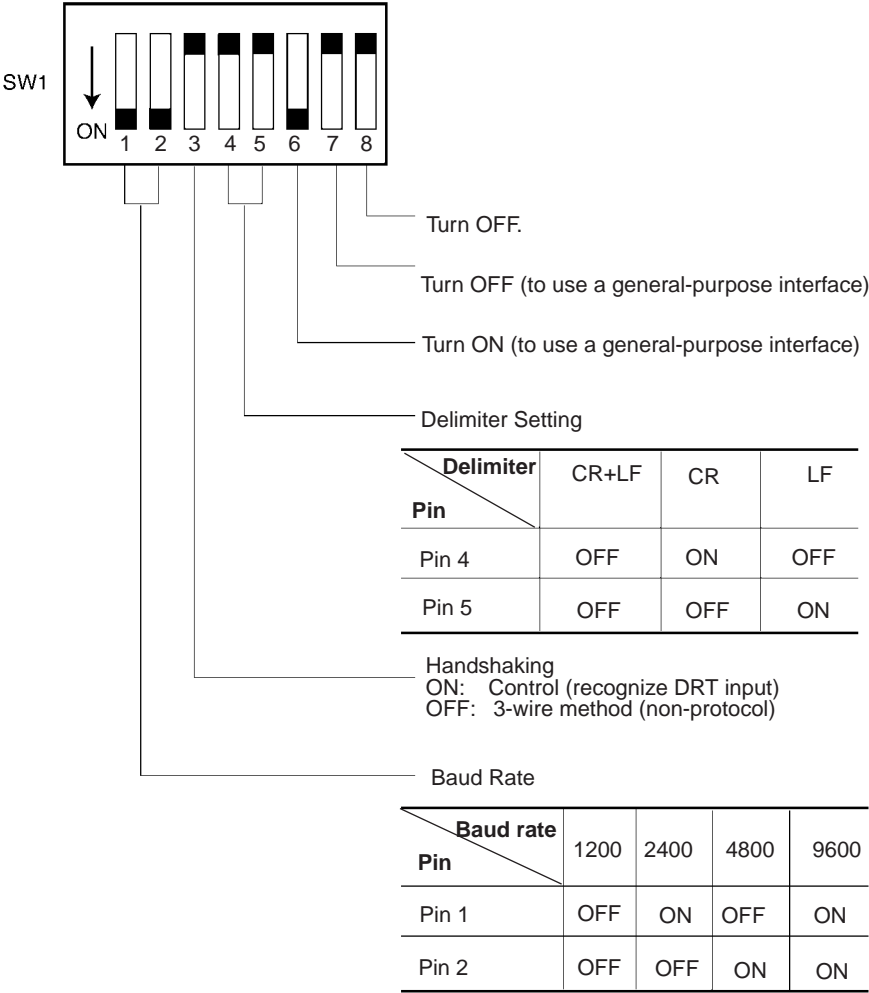 SW1
ON
1 2 3 4 5 6 7 8
Turn OFF.
Turn OFF (to use a general-purpose interface)
Turn ON (to use a general-purpose interface)
Delimiter Setting
Delimiter CR+LF CR LF
Pin
Pin 4 OFF ON OFF
Pin 5 OFF OFF ON
Handshaking
ON: Control (recognize DRT input)
OFF: 3-wire method (non-protocol)
Baud Rate
Baud rate 1200 2400 4800 9600
Pin
Pin 1 OFF ON OFF ON
Pin 2 OFF OFF ON ON